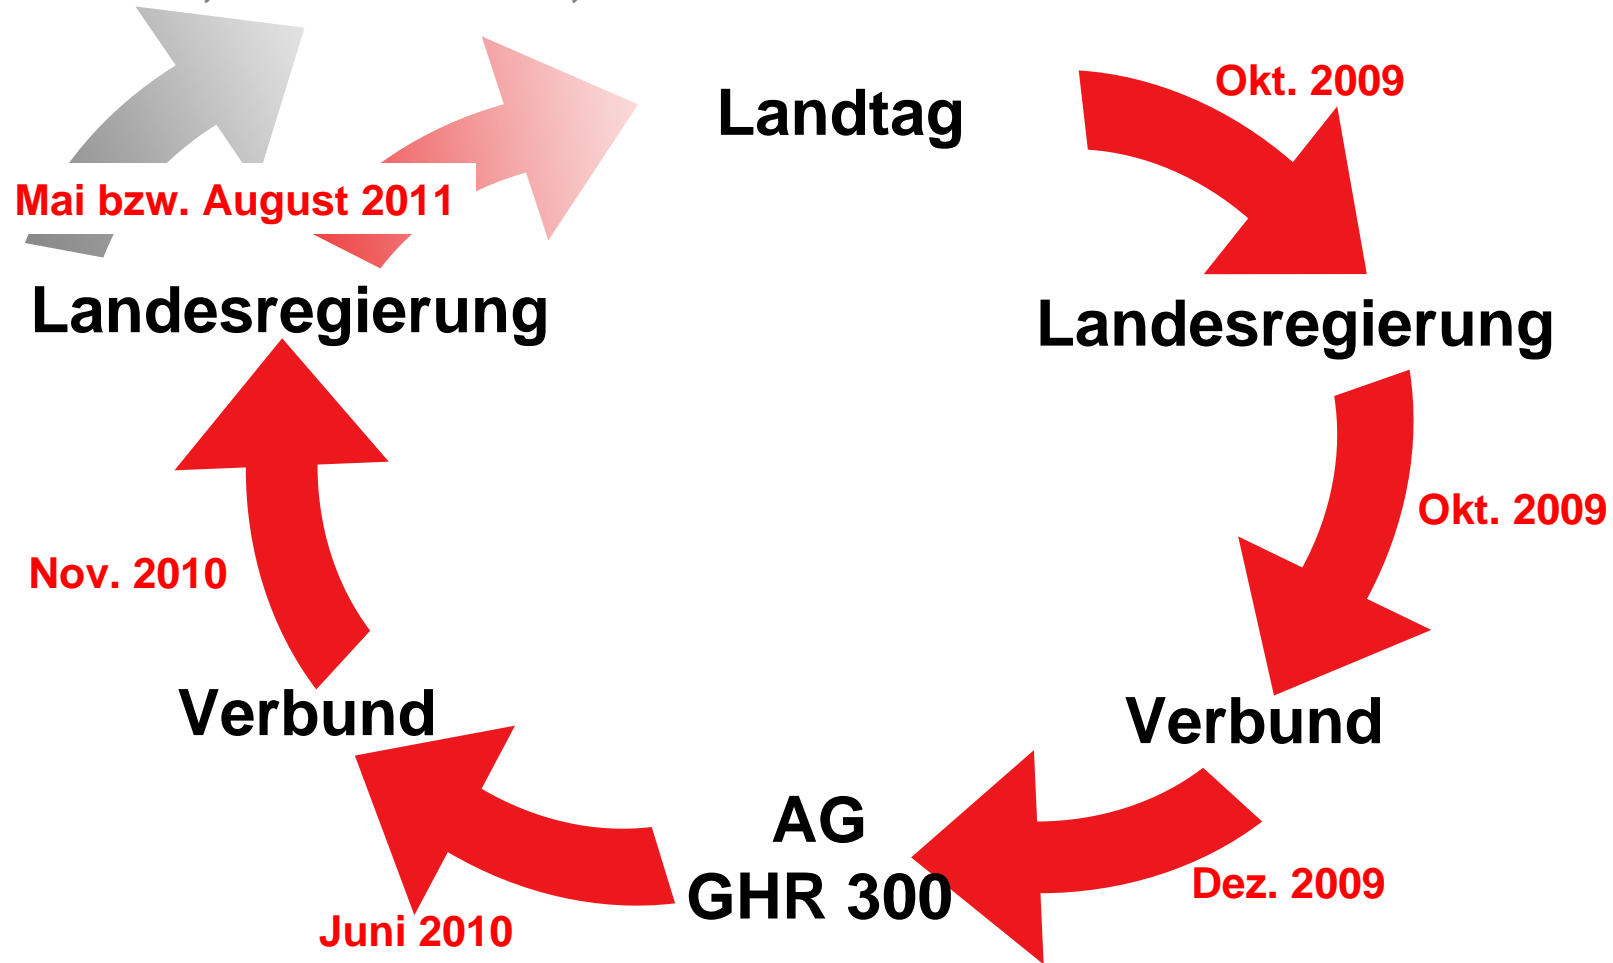 Landtag
Okt. 2009
Landesregierung
Okt. 2009
Verbund
Dez. 2009
AG
GHR 300
Juni 2010
Verbund
Nov. 2010
Landesregierung
Mai bzw. August 2011